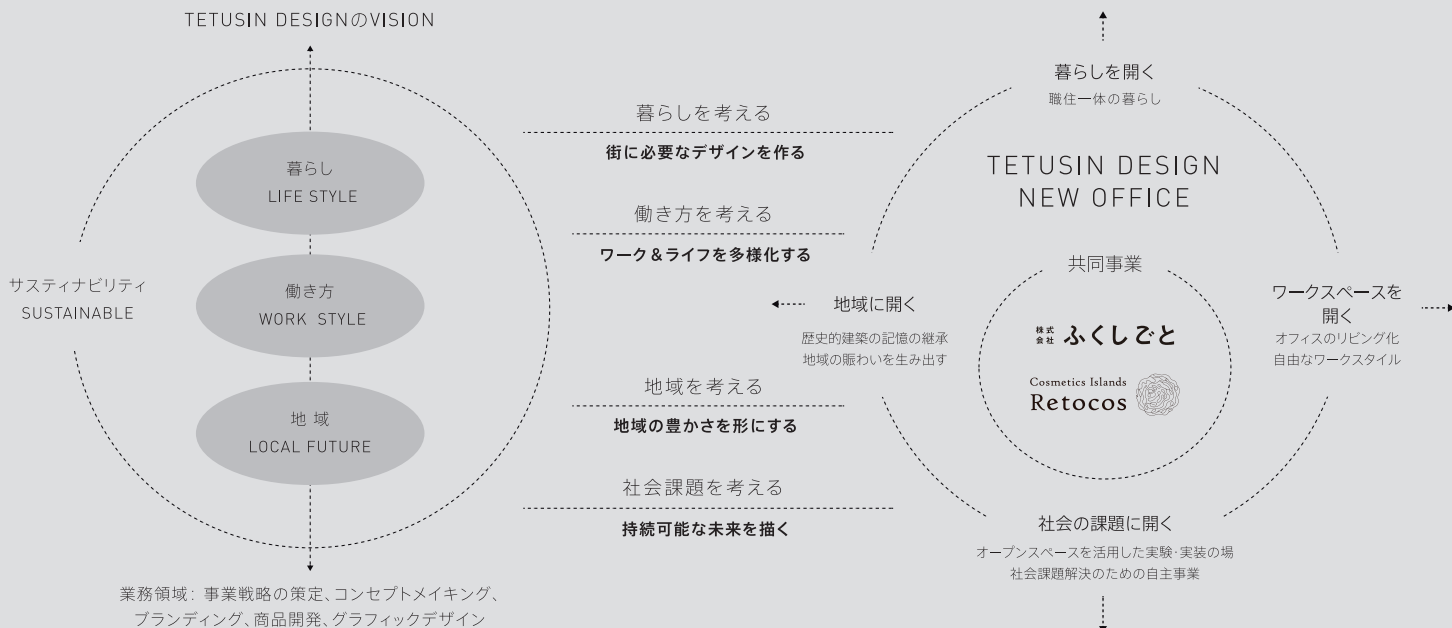 TETUSIN DESIGNのVISION
暮らし
LIFE STYLE
働き方
WORK STYLE
地 域
LOCAL FUTURE
サスティナビリティ
SUSTAINABLE
業務領域: 事業戦略の策定、コンセプトメイキング、
ブランディング、商品開発、グラフィックデザイン
暮らしを考える
街に必要なデザインを作る
働き方を考える
ワーク&ライフを多様化する
地域を考える
地域の豊かさを形にする
社会課題を考える
持続可能な未来を描く
暮らしを開く
職住一体の暮らし
TETUSIN DESIGN
NEW OFFICE
地域に開く
歴史的建築の記憶の継承
地域の賑わいを生み出す
共同事業
株式会社 ふくしごと
Cosmetics Islands
Retocos
ワークスペースを
開く
オフィスのリビング化
自由なワークスタイル
社会の課題に開く
オープンスペースを活用した実験・実装の場
社会課題解決のための自主事業